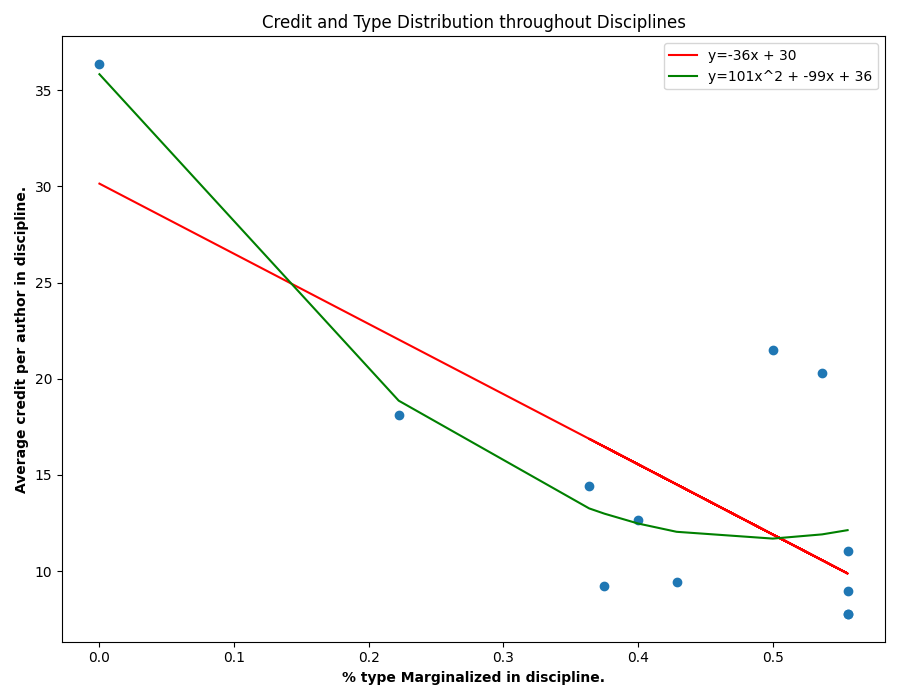 Credit and Type Distribution throughout Disciplines
y=-36x + 30
y=101x^2 + -99x + 36
Average credit per author in discipline.
35
30
25
20
15
10
0.0
0.1
0.2
0.3
0.4
0.5
% type Marginalized in discipline.